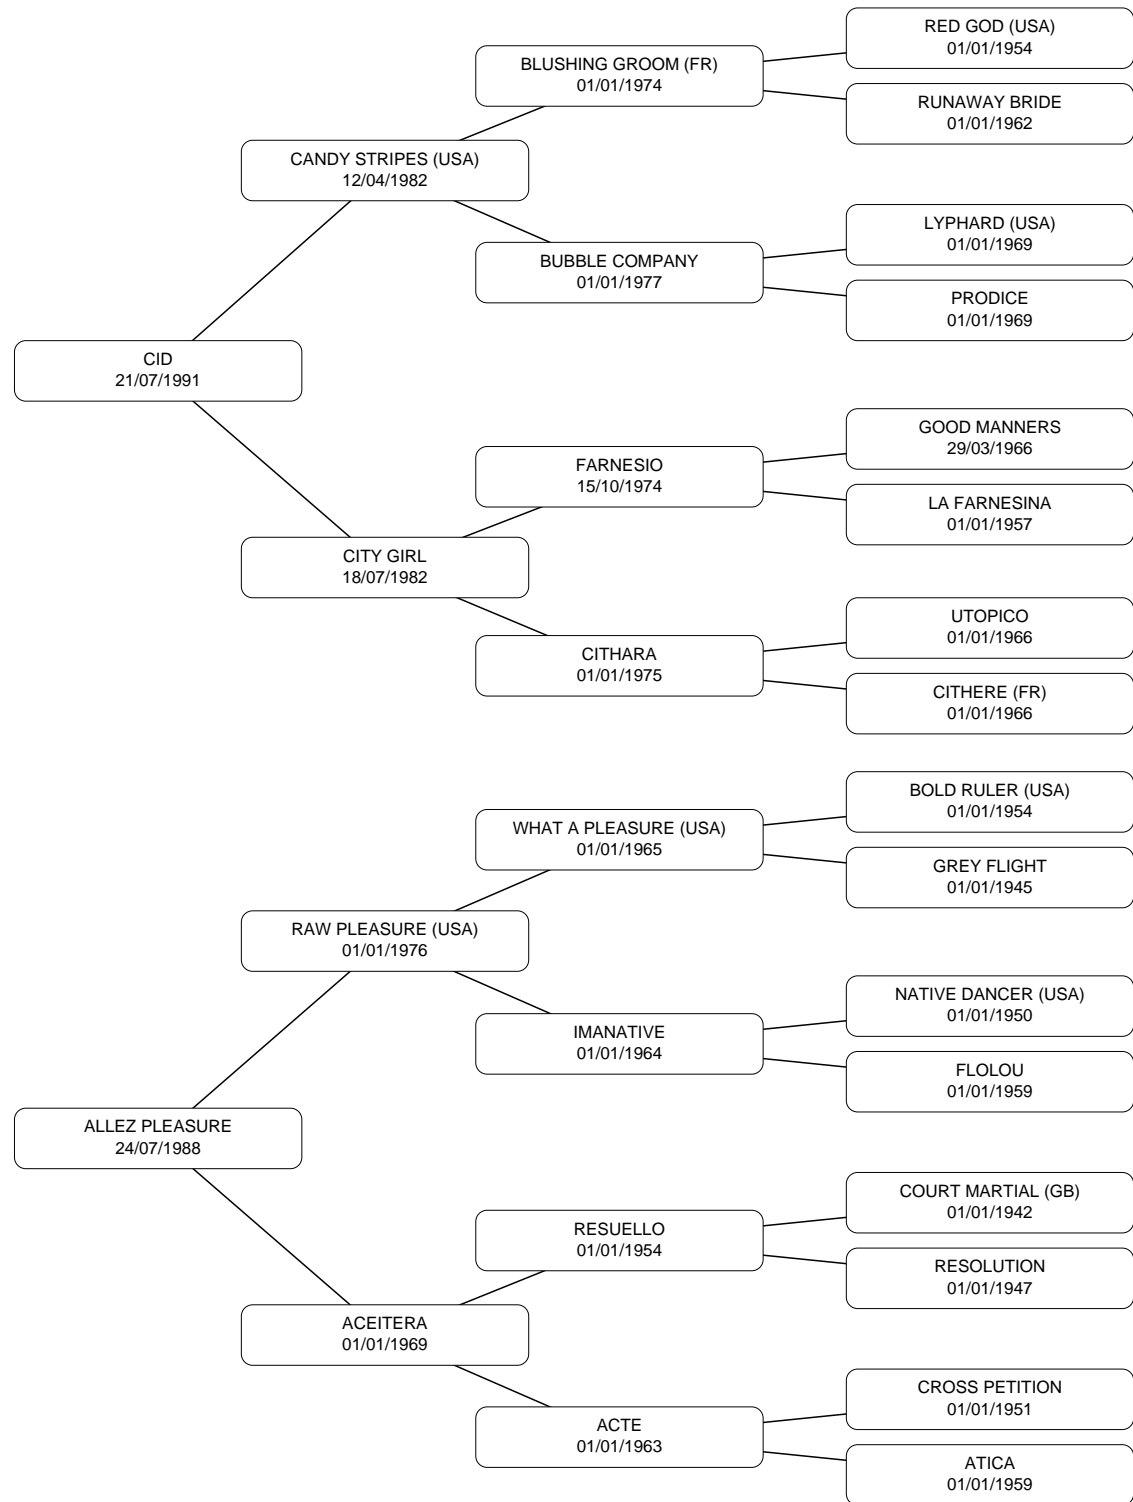 RED GOD (USA)
01/01/1954
BLUSHING GROOM (FR)
01/01/1974
RUNAWAY BRIDE
01/01/1962
CANDY STRIPES (USA)
12/04/1982
LYPHARD (USA)
01/01/1969
BUBBLE COMPANY
01/01/1977
PRODICE
01/01/1969
CID
21/07/1991
GOOD MANNERS
29/03/1966
FARNESIO
15/10/1974
LA FARNESINA
01/01/1957
CITY GIRL
18/07/1982
UTOPICO
01/01/1966
CITHARA
01/01/1975
CITHERE (FR)
01/01/1966
BOLD RULER (USA)
01/01/1954
WHAT A PLEASURE (USA)
01/01/1965
GREY FLIGHT
01/01/1945
RAW PLEASURE (USA)
01/01/1976
NATIVE DANCER (USA)
01/01/1950
IMANATIVE
01/01/1964
FLOLOU
01/01/1959
ALLEZ PLEASURE
24/07/1988
COURT MARTIAL (GB)
01/01/1942
RESUELLO
01/01/1954
RESOLUTION
01/01/1947
ACEITERA
01/01/1969
CROSS PETITION
01/01/1951
ACTE
01/01/1963
ATICA
01/01/1959